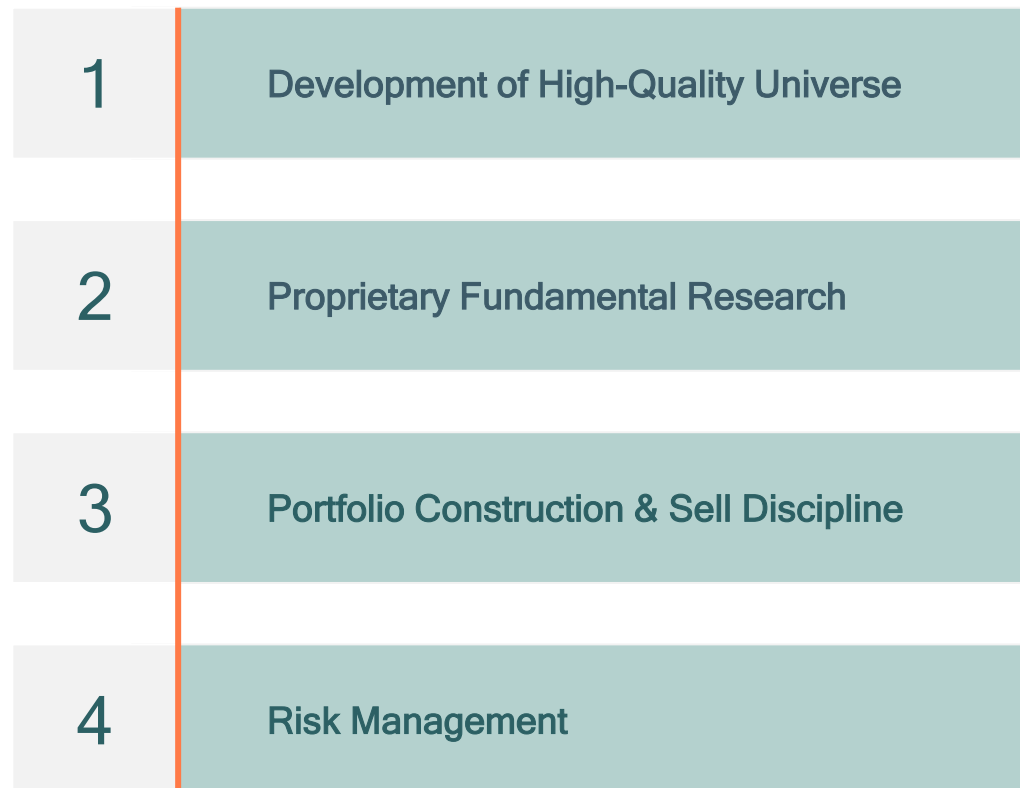 1
Development of High-Quality Universe
2
Proprietary Fundamental Research
3
Portfolio Construction & Sell Discipline
4
Risk Management